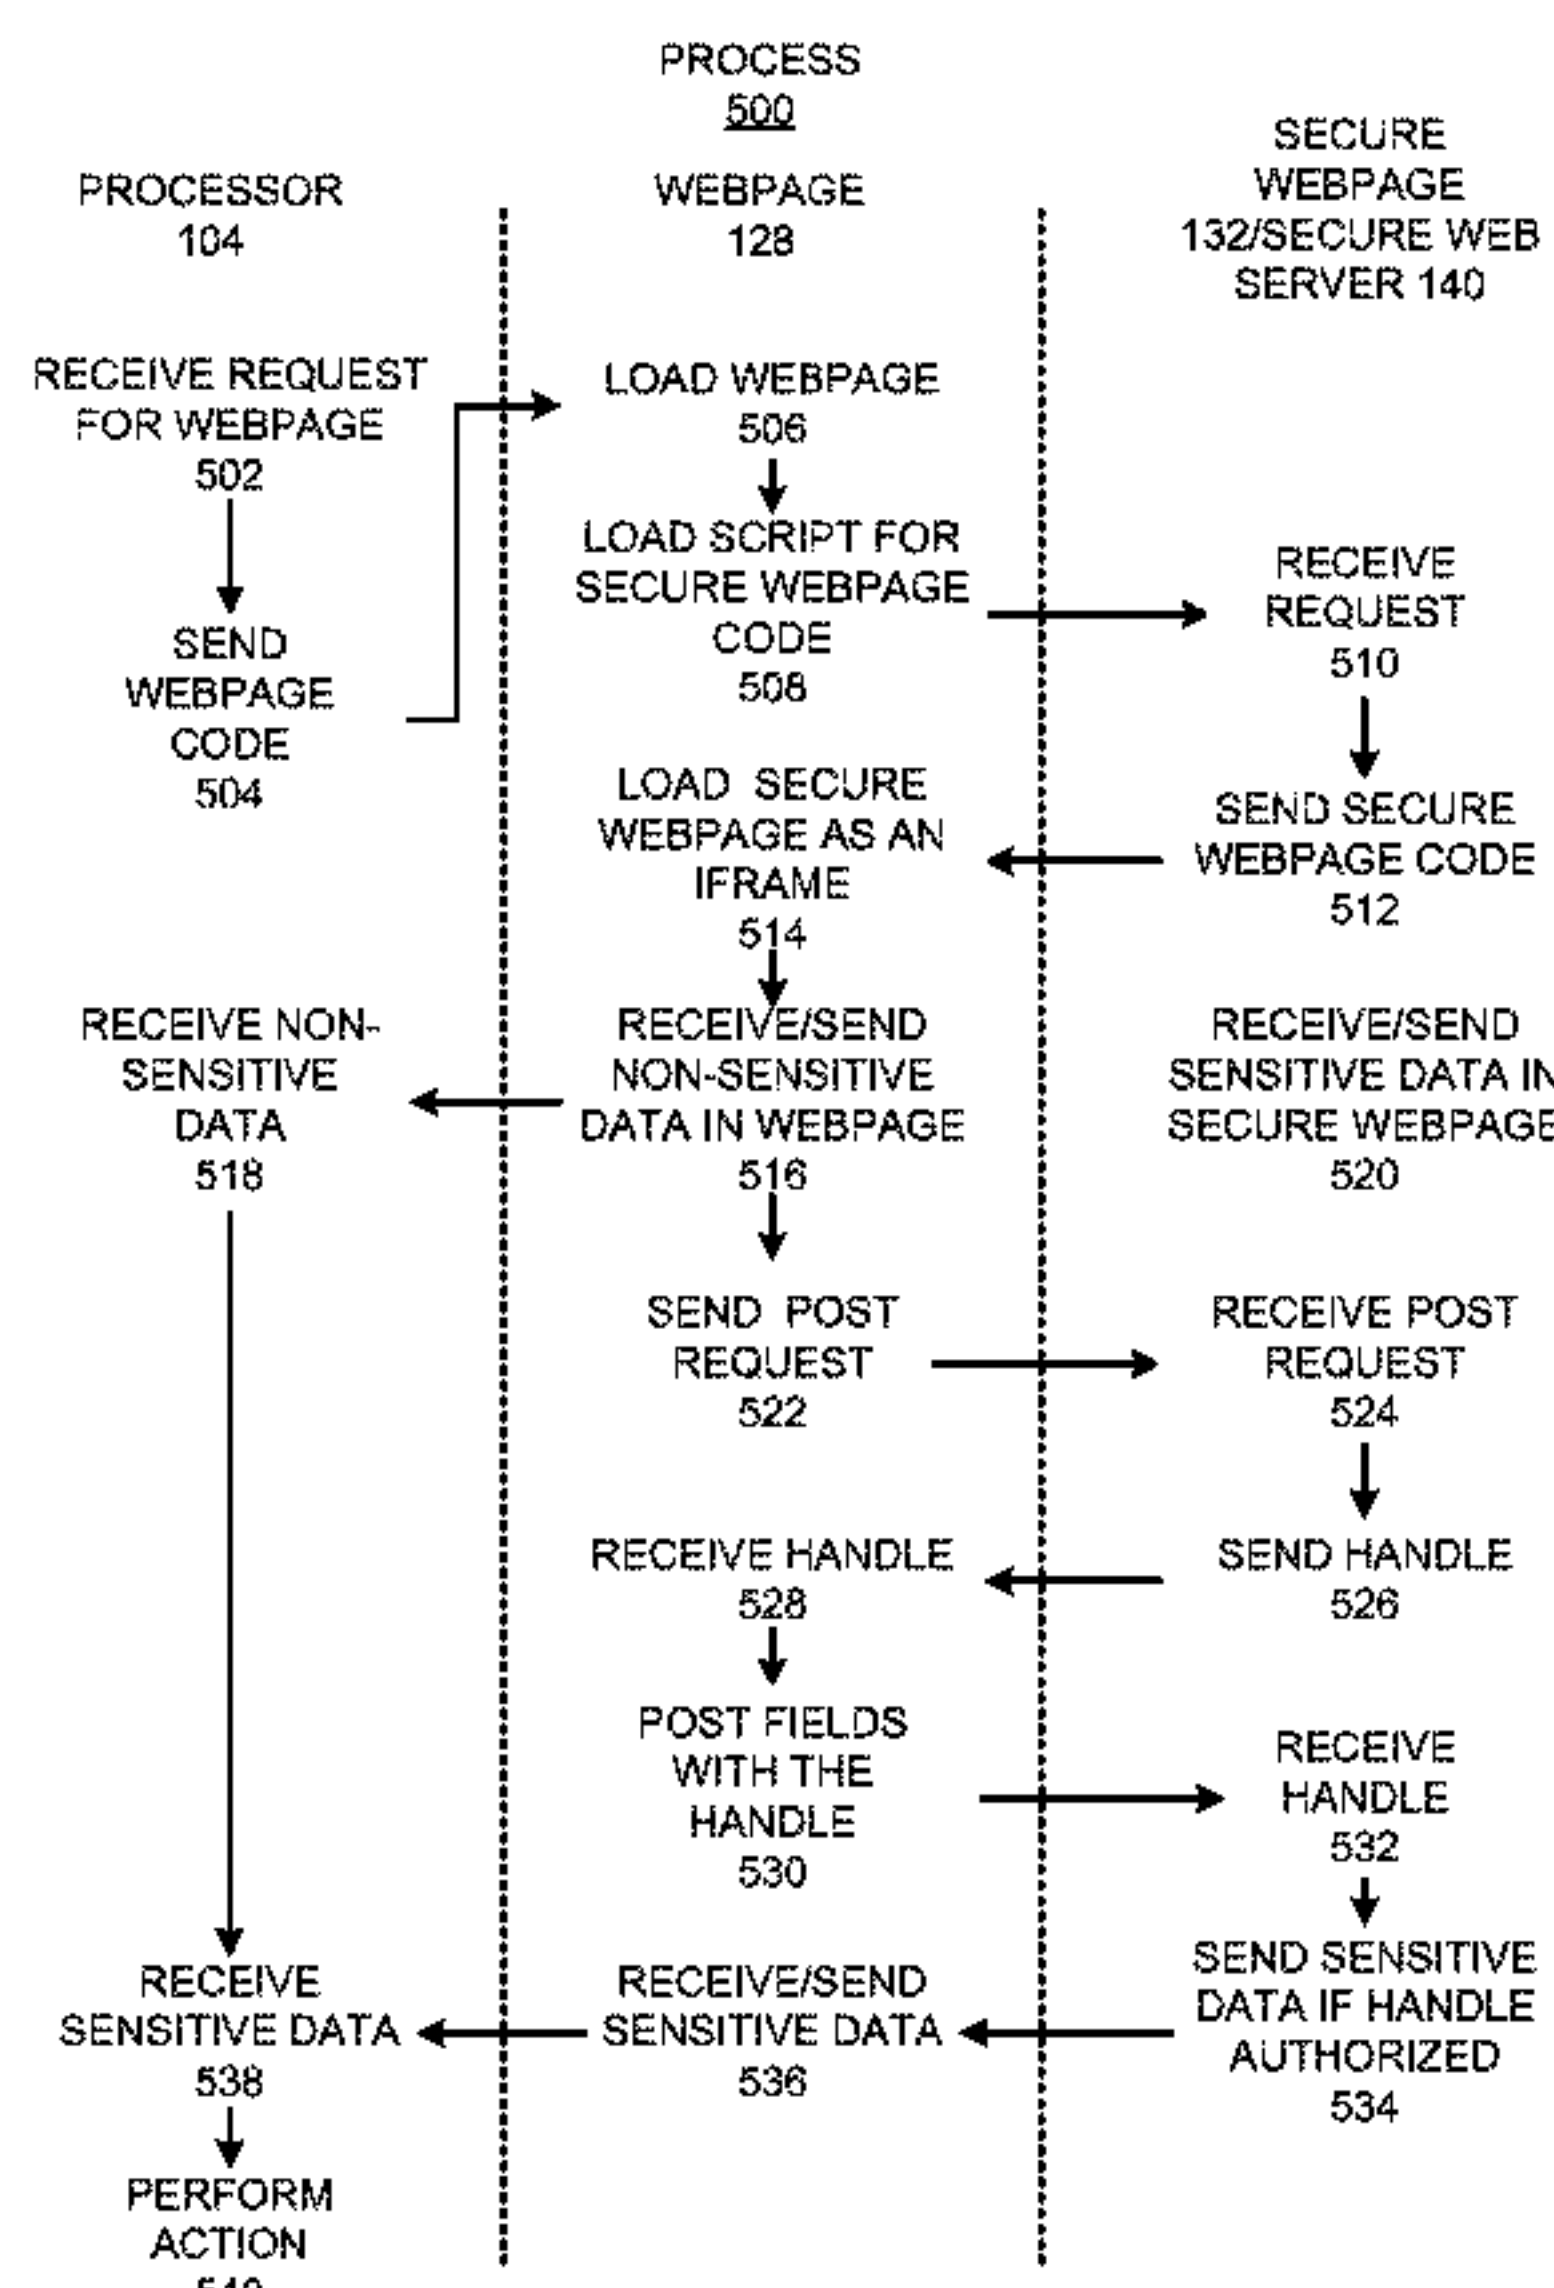 PROCESS
500
PROCESSOR
104
WEBPAGE
128
SECURE
WEBPAGE
132/SECURE WEB
SERVER 140
RECEIVE REQUEST
FOR WEBPAGE
502
SEND
WEBPAGE
CODE
504
LOAD WEBPAGE
506
LOAD SCRIPT FOR
SECURE WEBPAGE
CODE
508
RECEIVE
REQUEST
510
SEND SECURE
WEBPAGE CODE
512
LOAD SECURE
WEBPAGE AS AN
IFRAME
514
RECEIVE/SEND
NON-SENSITIVE
DATA IN WEBPAGE
516
RECEIVE NON-
SENSITIVE
DATA
518
RECEIVE/SEND
SENSITIVE DATA IN
SECURE WEBPAGE
520
SEND POST
REQUEST
522
RECEIVE POST
REQUEST
524
SEND HANDLE
526
RECEIVE HANDLE
528
POST FIELDS
WITH THE
HANDLE
530
RECEIVE
HANDLE
532
SEND SENSITIVE
DATA IF HANDLE
AUTHORIZED
534
RECEIVE/SEND
SENSITIVE DATA
536
RECEIVE
SENSITIVE DATA
538
PERFORM
ACTION